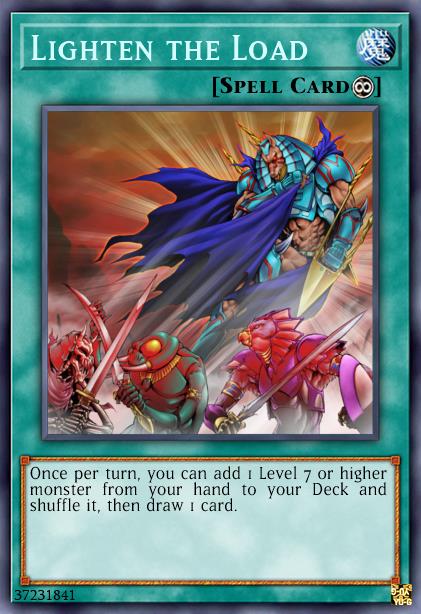 Lighten the Load
[Spell Card]
Once per turn, you can add 1 Level 7 or higher
monster from your hand to your Deck and
shuffle it, then draw 1 card.
37231841